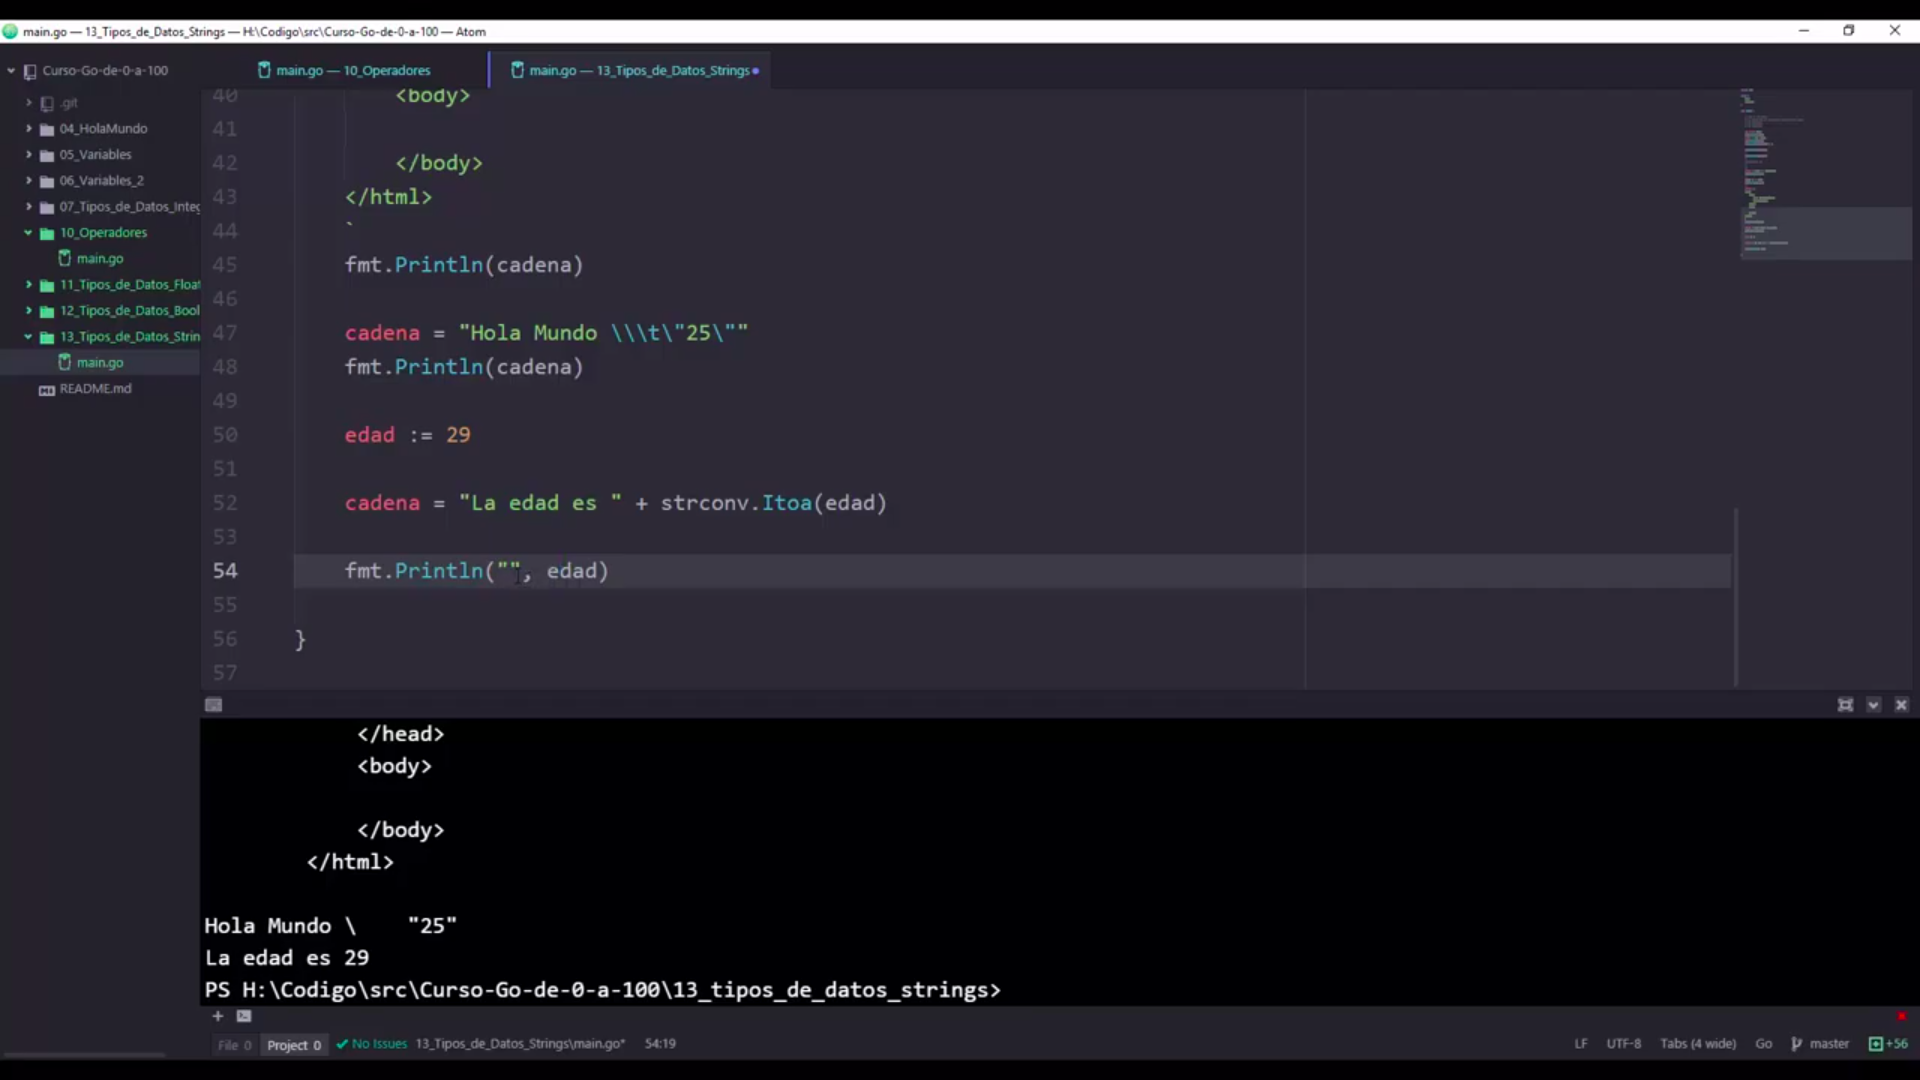 main.go — 13_Tipos_de_Datos_Strings — H:\Codigo\src\Curso-Go-de-0-a-100 — Atom
Curso-Go-de-0-a-100
main.go — 10_Operadores
main.go — 13_Tipos_de_Datos_Strings
.git
04_HolaMundo
05_Variables
06_Variables_2
07_Tipos_de_Datos_Integ
10_Operadores
main.go
11_Tipos_de_Datos_Float
12_Tipos_de_Datos_Bool
13_Tipos_de_Datos_Strin
main.go
README.md
40 <body>
41
42 </body>
43 </html>
44 `
45 fmt.Println(cadena)
46
47 cadena = "Hola Mundo \\\t\"25\""
48 fmt.Println(cadena)
49
50 edad := 29
51
52 cadena = "La edad es " + strconv.Itoa(edad)
53
54 fmt.Println("", edad)
55
56 }
57
</head>
<body>
</body>
</html>
Hola Mundo \    "25"
La edad es 29
PS H:\Codigo\src\Curso-Go-de-0-a-100\13_tipos_de_datos_strings>
File 0 Project 0 No Issues 13_Tipos_de_Datos_Strings\main.go* 54:19 LF UTF-8 Tabs (4 wide) Go master +56